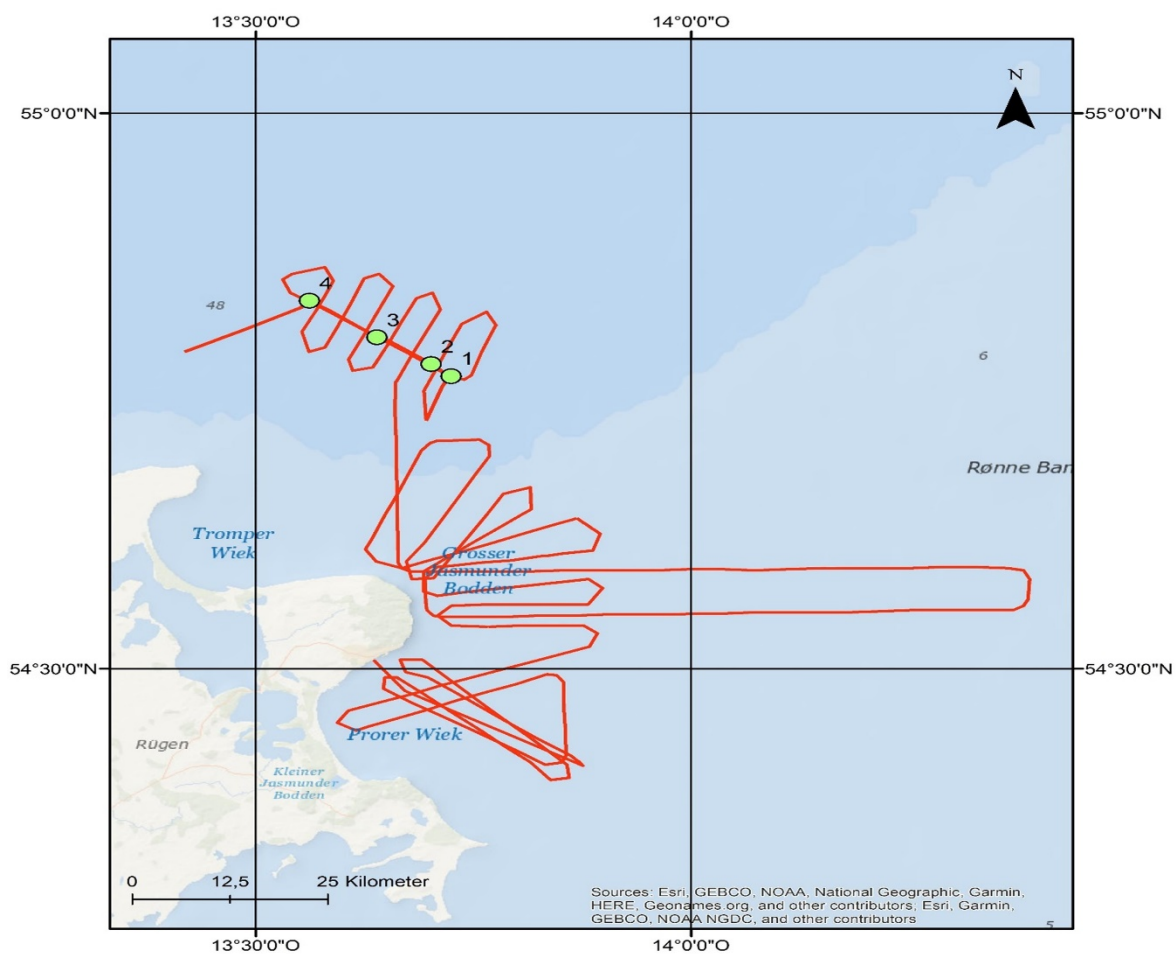 13°30'0"O
14°0'0"O
N
55°0'0"N
55°0'0"N
4
48
3
2
1
6
Rønne Ban
Tromper
Wiek
Grosser
Jasmunder
Bodden
54°30'0"N
54°30'0"N
Prorer Wiek
Rügen
Kleiner
Jasmunder
Bodden
0 12,5 25 Kilometer
Sources: Esri, GEBCO, NOAA, National Geographic, Garmin,
HERE, Geonames.org, and other contributors; Esri, Garmin,
GEBCO, NOAA NGDC, and other contributors
5
13°30'0"O
14°0'0"O